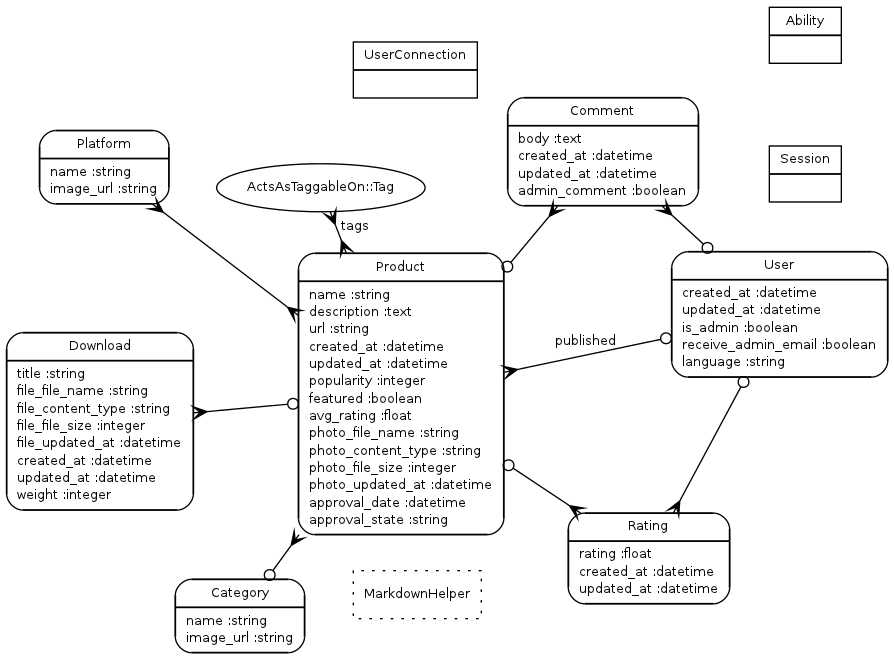 Ability
UserConnection
Comment
body :text
created_at :datetime
updated_at :datetime
admin_comment :boolean
Platform
name :string
image_url :string
Session
ActsAsTaggableOn::Tag
tags
Product
name :string
description :text
url :string
created_at :datetime
updated_at :datetime
popularity :integer
featured :boolean
avg_rating :float
photo_file_name :string
photo_content_type :string
photo_file_size :integer
photo_updated_at :datetime
approval_date :datetime
approval_state :string
User
created_at :datetime
updated_at :datetime
is_admin :boolean
receive_admin_email :boolean
language :string
published
Download
title :string
file_file_name :string
file_content_type :string
file_file_size :integer
file_updated_at :datetime
created_at :datetime
updated_at :datetime
weight :integer
Rating
rating :float
created_at :datetime
updated_at :datetime
Category
name :string
image_url :string
MarkdownHelper